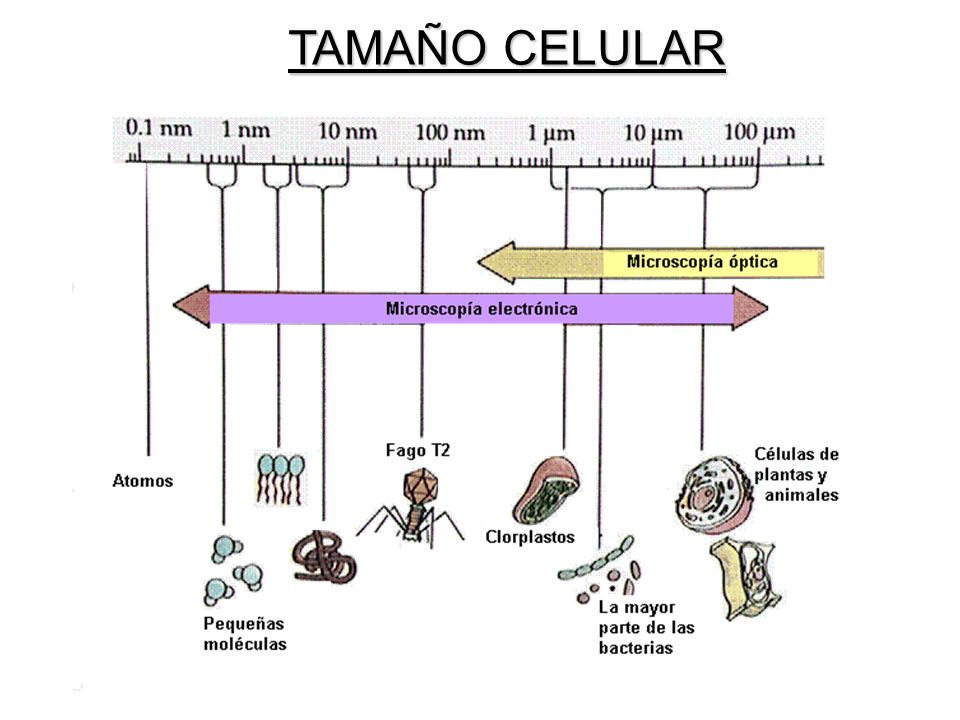 TAMAÑO CELULAR
0.1 nm 1 nm 10 nm 100 nm 1 µm 10 µm 100 µm
Microscopía óptica
Microscopía electrónica
Atomos
Pequeñas
moléculas
Fago T2
Clorplastos
La mayor
parte de las
bacterias
Células de
plantas y
animales